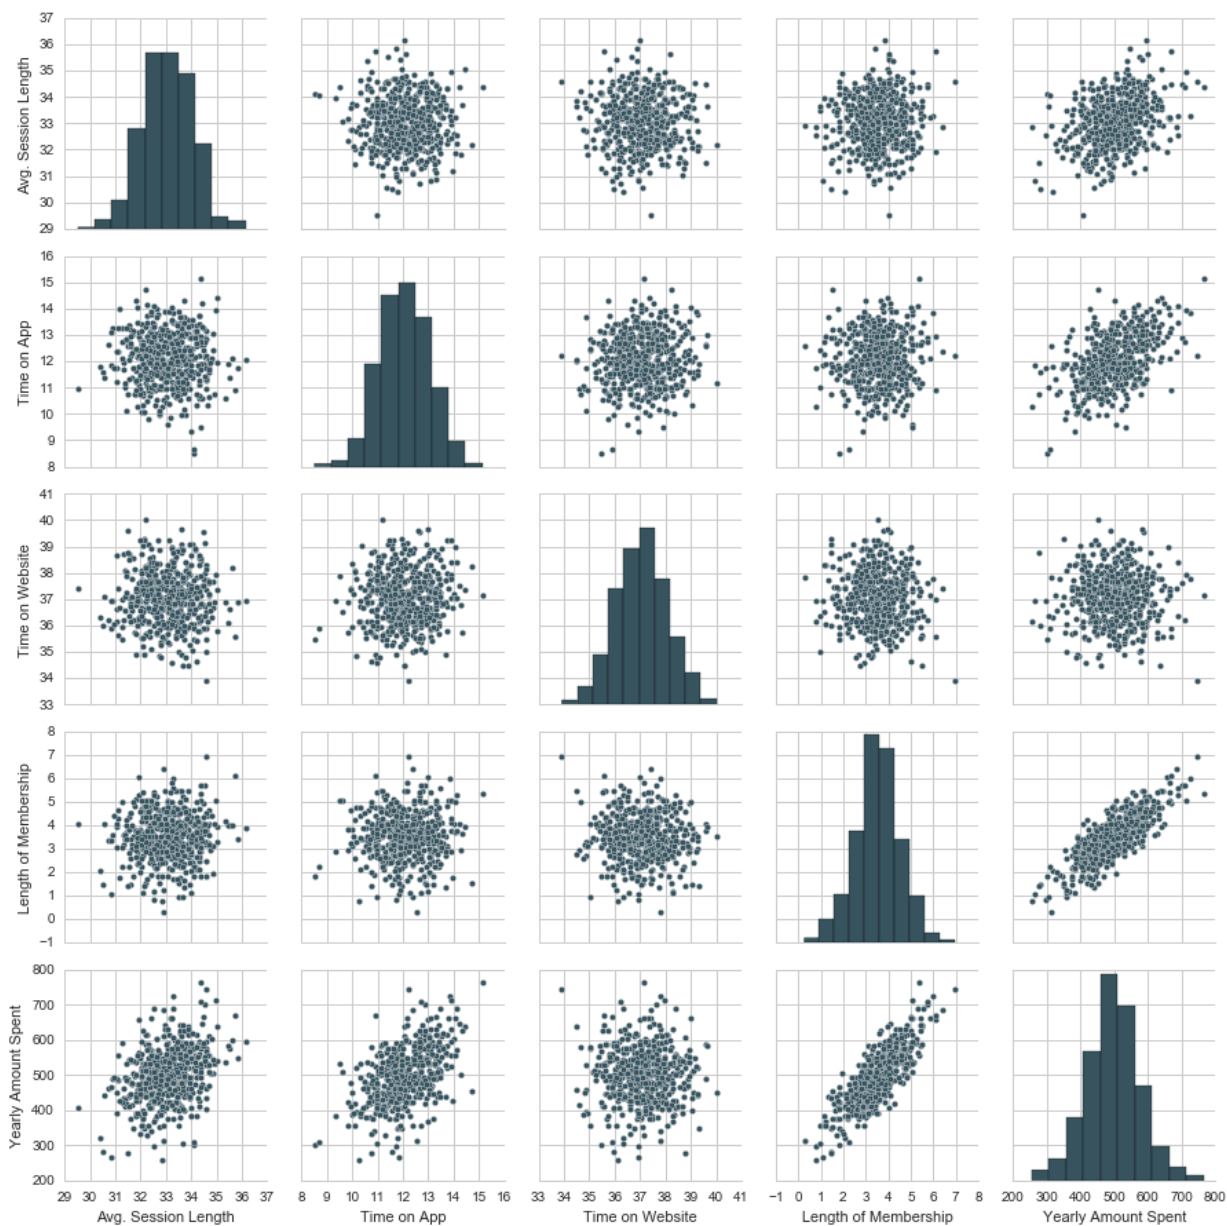 37
36
35
34
33
32
31
30
29
Avg. Session Length
16
15
14
13
12
11
10
9
8
Time on App
41
40
39
38
37
36
35
34
33
Time on Website
8
7
6
5
4
3
2
1
0
−1
Length of Membership
800
700
600
500
400
300
200
Yearly Amount Spent
29 30 31 32 33 34 35 36 37
8 9 10 11 12 13 14 15 16
33 34 35 36 37 38 39 40 41
−1 0 1 2 3 4 5 6 7 8
200 300 400 500 600 700 800
Avg. Session Length
Time on App
Time on Website
Length of Membership
Yearly Amount Spent